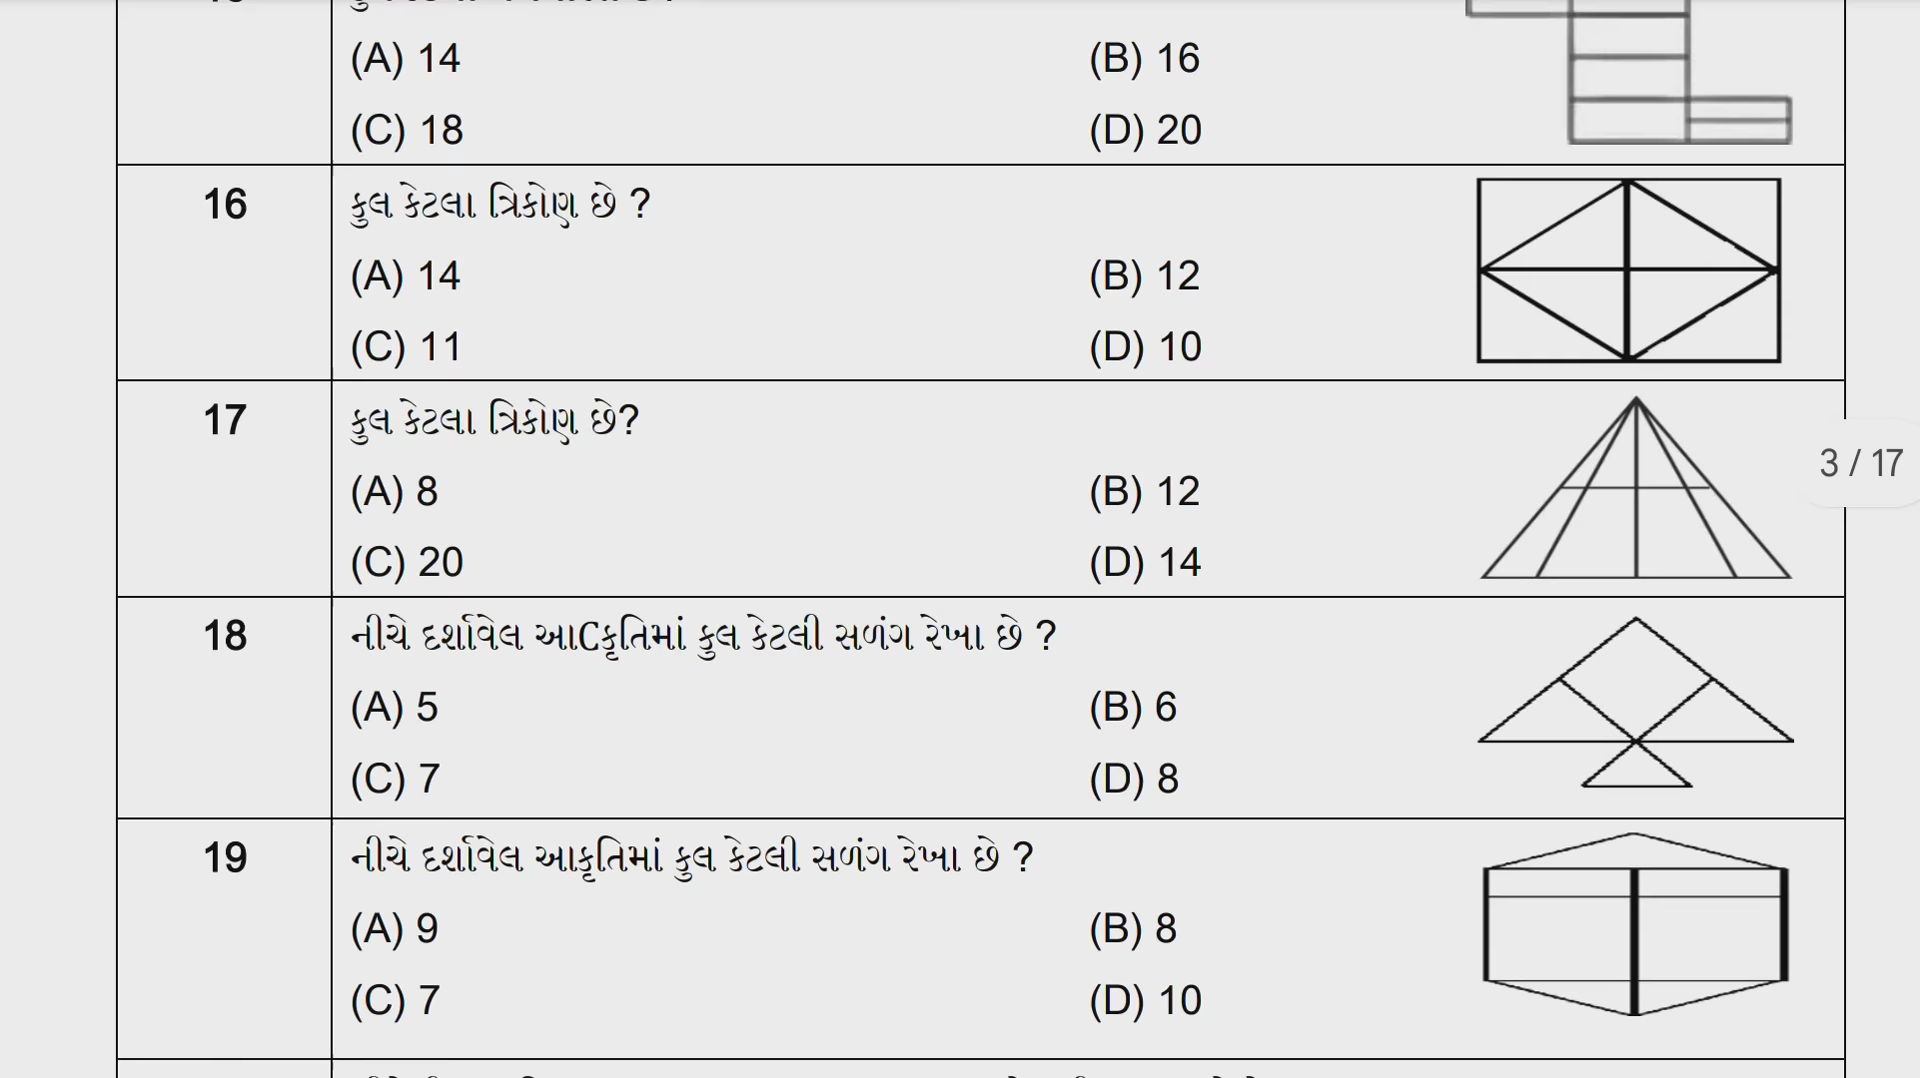 (A) 14 (B) 16
(C) 18 (D) 20
16 કુલ કેટલા ત્રિકોણ છે ?
(A) 14 (B) 12
(C) 11 (D) 10
17 કુલ કેટલા ત્રિકોણ છે?
(A) 8 (B) 12
3 / 17
(C) 20 (D) 14
18 નીચે દર્શાવેલ આCકૃતિમાં કુલ કેટલી સળંગ રેખા છે ?
(A) 5 (B) 6
(C) 7 (D) 8
19 નીચે દર્શાવેલ આકૃતિમાં કુલ કેટલી સળંગ રેખા છે ?
(A) 9 (B) 8
(C) 7 (D) 10